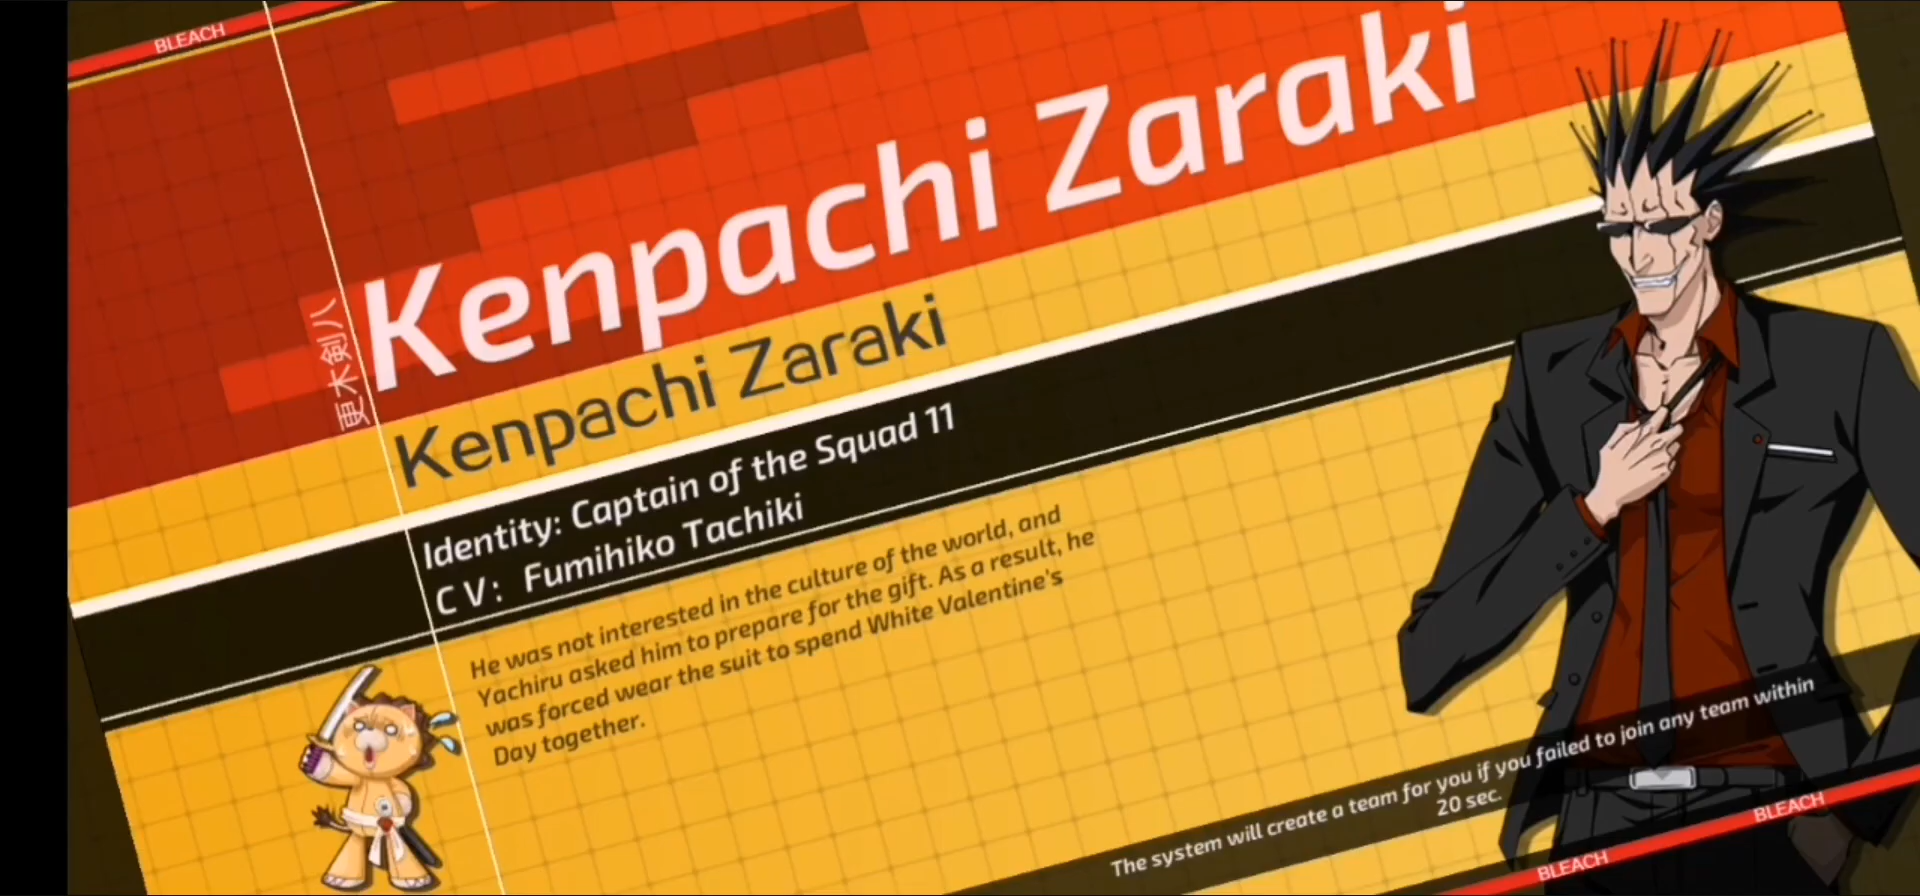 BLEACH
Kenpachi Zaraki
更木剣八
Kenpachi Zaraki
Identity: Captain of the Squad 11
CV: Fumihiko Tachiki
He was not interested in the culture of the world, and
Yachiru asked him to prepare for the gift. As a result, he
was forced wear the suit to spend White Valentine's
Day together.
The system will create a team for you if you failed to join any team within
20 sec.
BLEACH
BLEACH